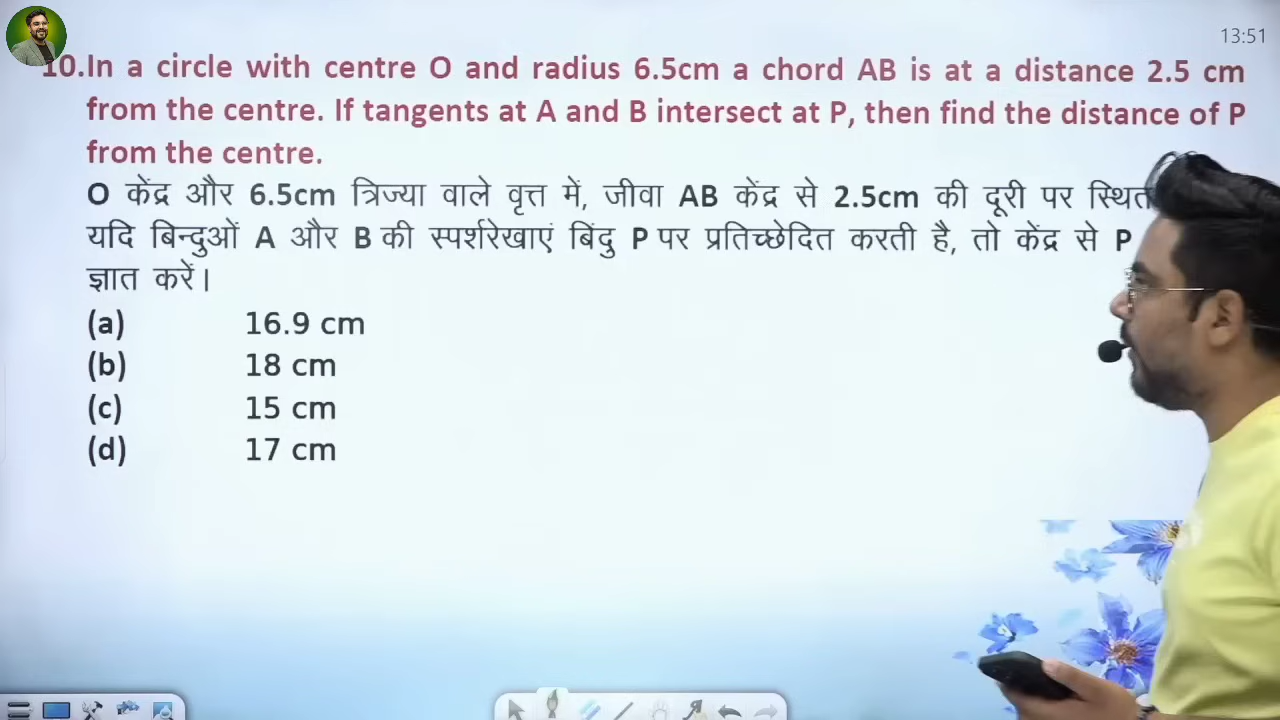 13:51
10.In a circle with centre O and radius 6.5cm a chord AB is at a distance 2.5 cm
from the centre. If tangents at A and B intersect at P, then find the distance of P
from the centre.
O केंद्र और 6.5cm त्रिज्या वाले वृत्त में, जीवा AB केंद्र से 2.5cm की दूरी पर स्थित
यदि बिन्दुओं A और B की स्पर्शरेखाएं बिंदु P पर प्रतिच्छेदित करती है, तो केंद्र से P
ज्ञात करें।
(a) 16.9 cm
(b) 18 cm
(c) 15 cm
(d) 17 cm